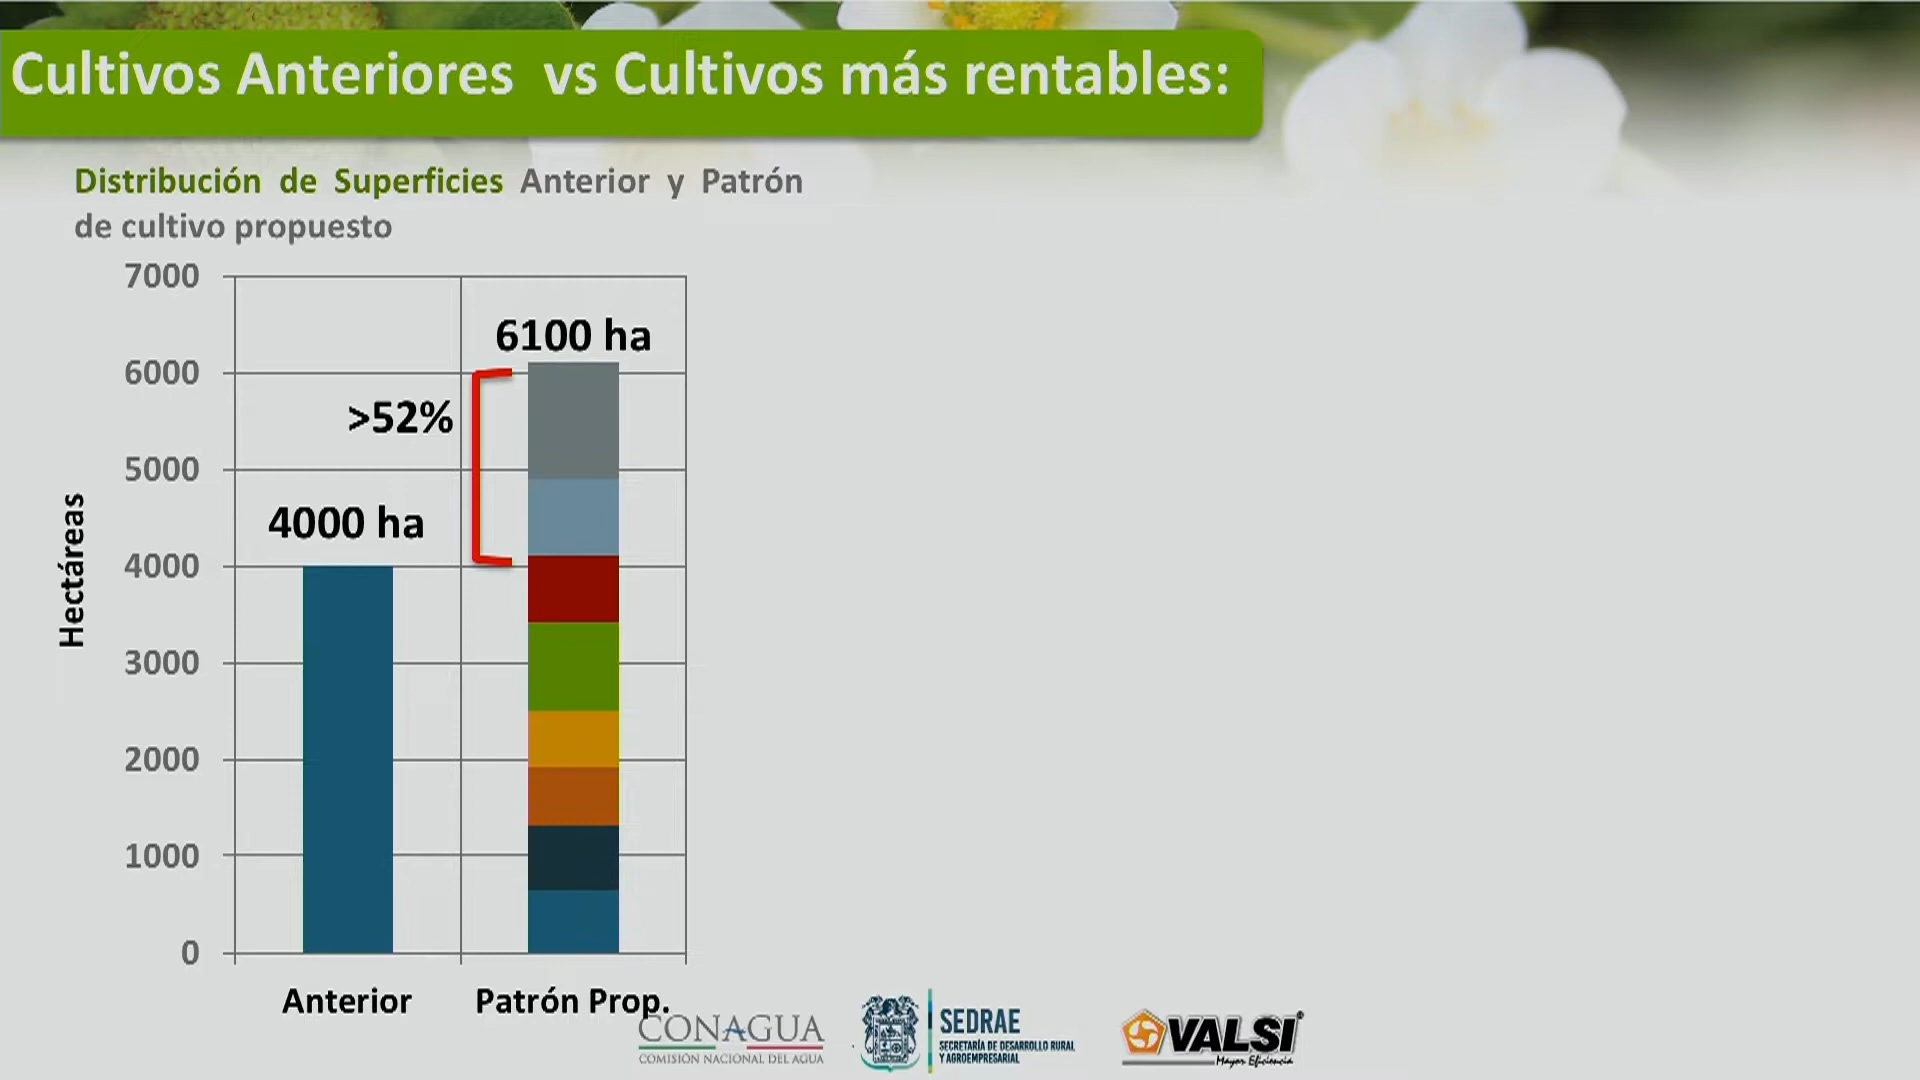 Cultivos Anteriores vs Cultivos más rentables:
Distribución de Superficies Anterior y Patrón
de cultivo propuesto
7000
6100 ha
6000
>52%
5000
4000 ha
4000
Hectáreas
3000
2000
1000
0
Anterior
Patrón Prop.
CONAGUA
COMISIÓN NACIONAL DEL AGUA
SEDRAE
SECRETARÍA DE DESARROLLO RURAL
Y AGROEMPRESARIAL
VALSI®
Mayor Eficiencia